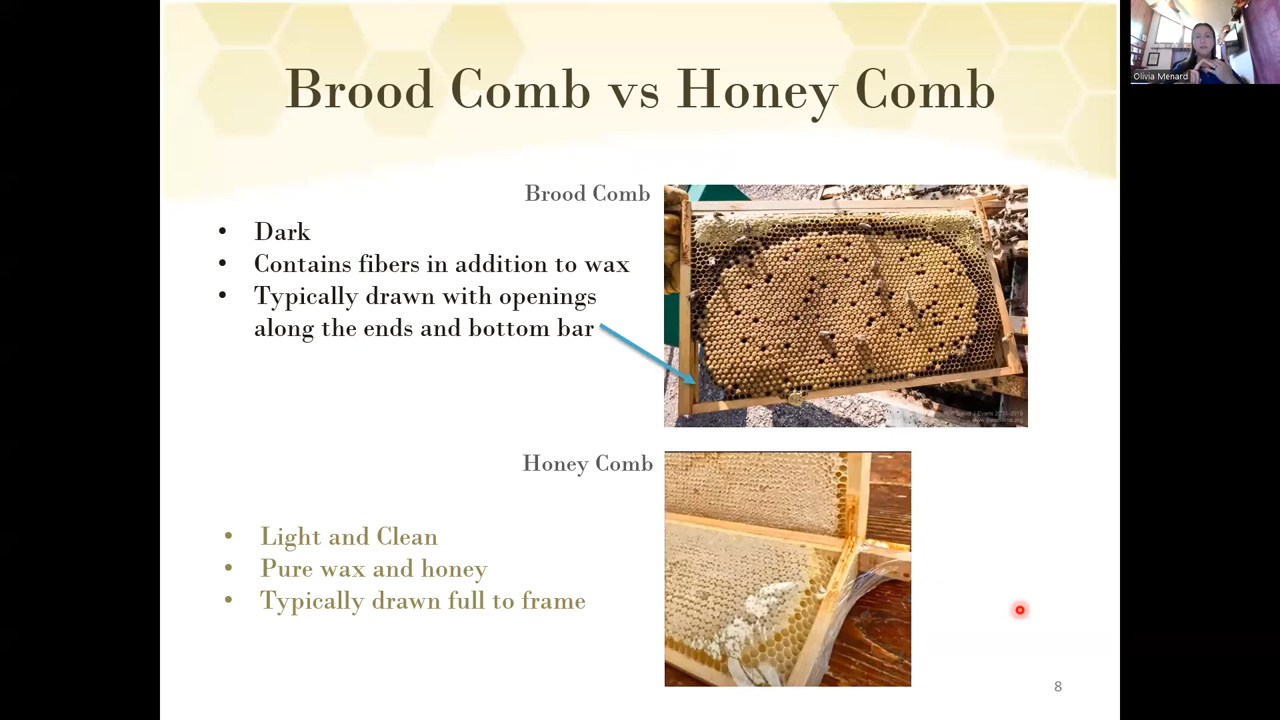 Olivia Menard
Brood Comb vs Honey Comb
Brood Comb
• Dark
• Contains fibers in addition to wax
• Typically drawn with openings
along the ends and bottom bar
Honey Comb
• Light and Clean
• Pure wax and honey
• Typically drawn full to frame
8